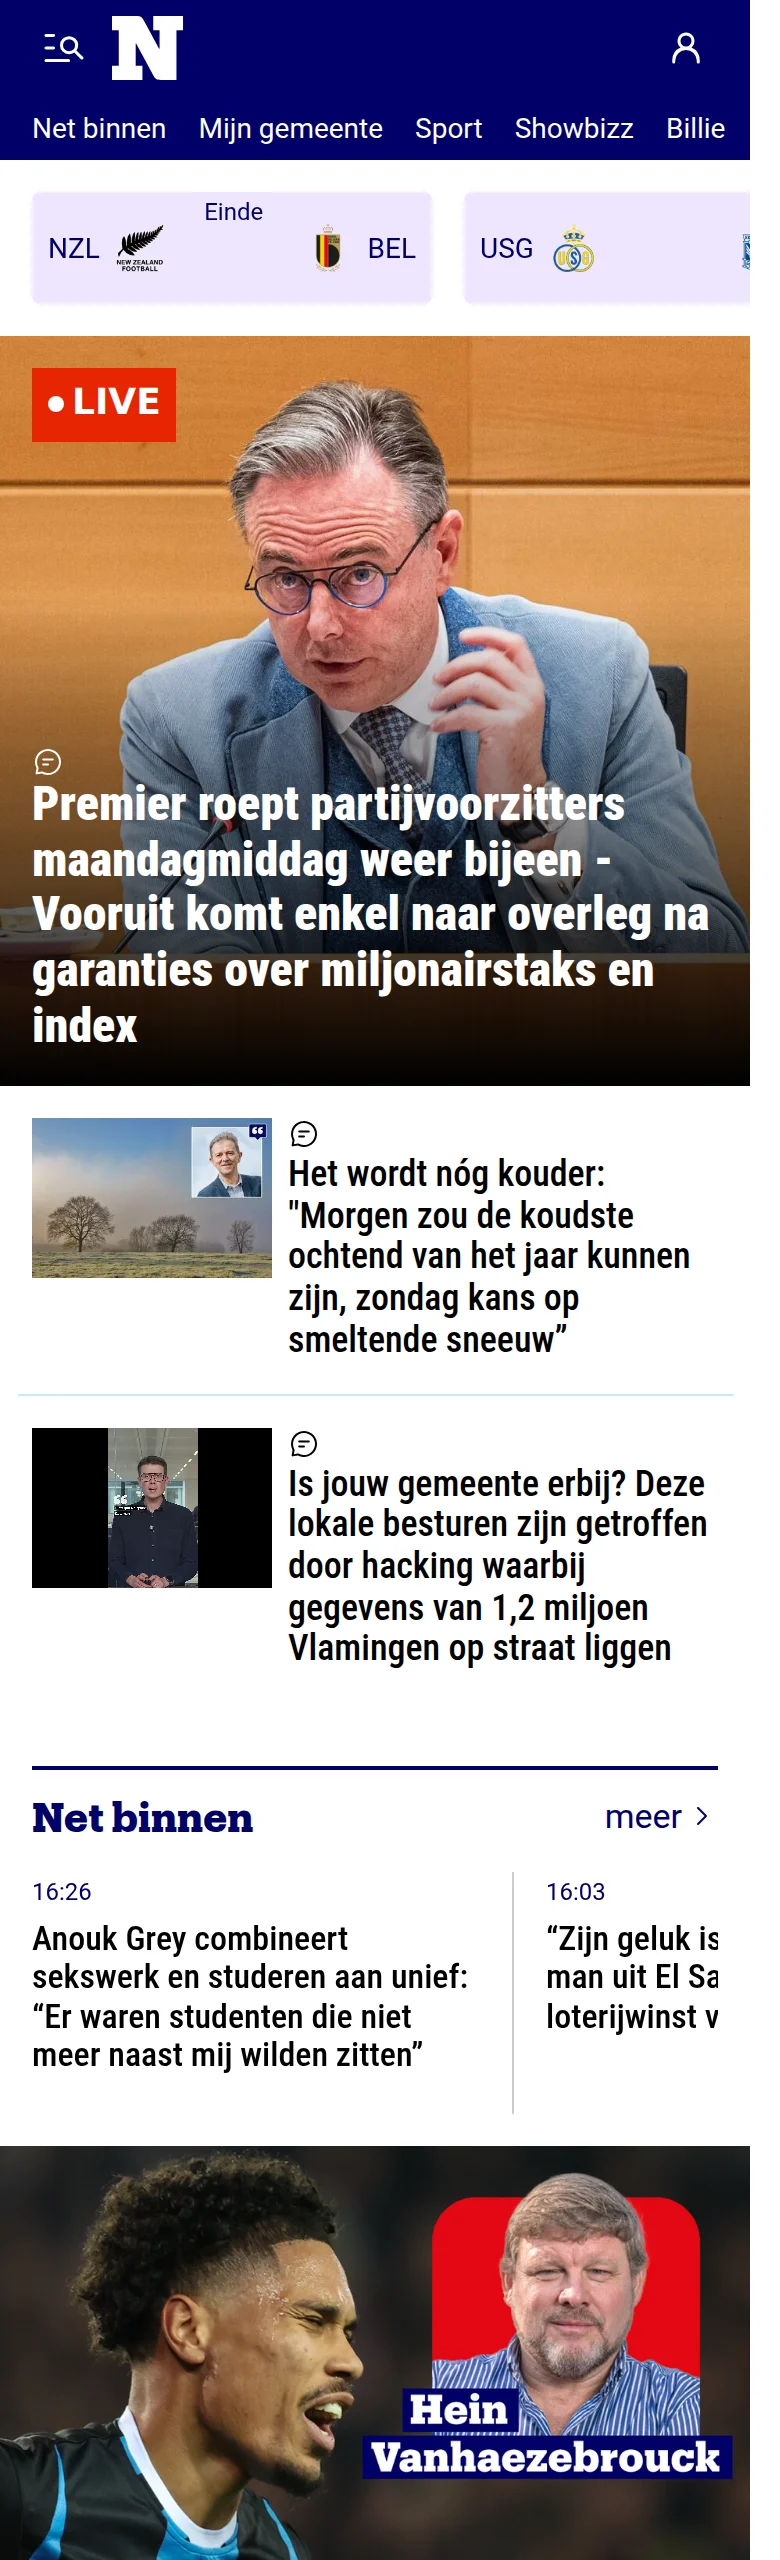 N
Net binnen Mijn gemeente Sport Showbizz Billie
Einde
NZL NEW ZEALAND FOOTBALL BEL USG USG
LIVE
Premier roept partijvoorzitters
maandagmiddag weer bijeen -
Vooruit komt enkel naar overleg na
garanties over miljonairstaks en
index
Het wordt nóg kouder:
"Morgen zou de koudste
ochtend van het jaar kunnen
zijn, zondag kans op
smeltende sneeuw”
Is jouw gemeente erbij? Deze
lokale besturen zijn getroffen
door hacking waarbij
gegevens van 1,2 miljoen
Vlamingen op straat liggen
Net binnen meer
16:26
Anouk Grey combineert
sekswerk en studeren aan unief:
“Er waren studenten die niet
meer naast mij wilden zitten”
16:03
“Zijn geluk is
man uit El Sa
loterijwinst v
Hein
Vanhaezebrouck